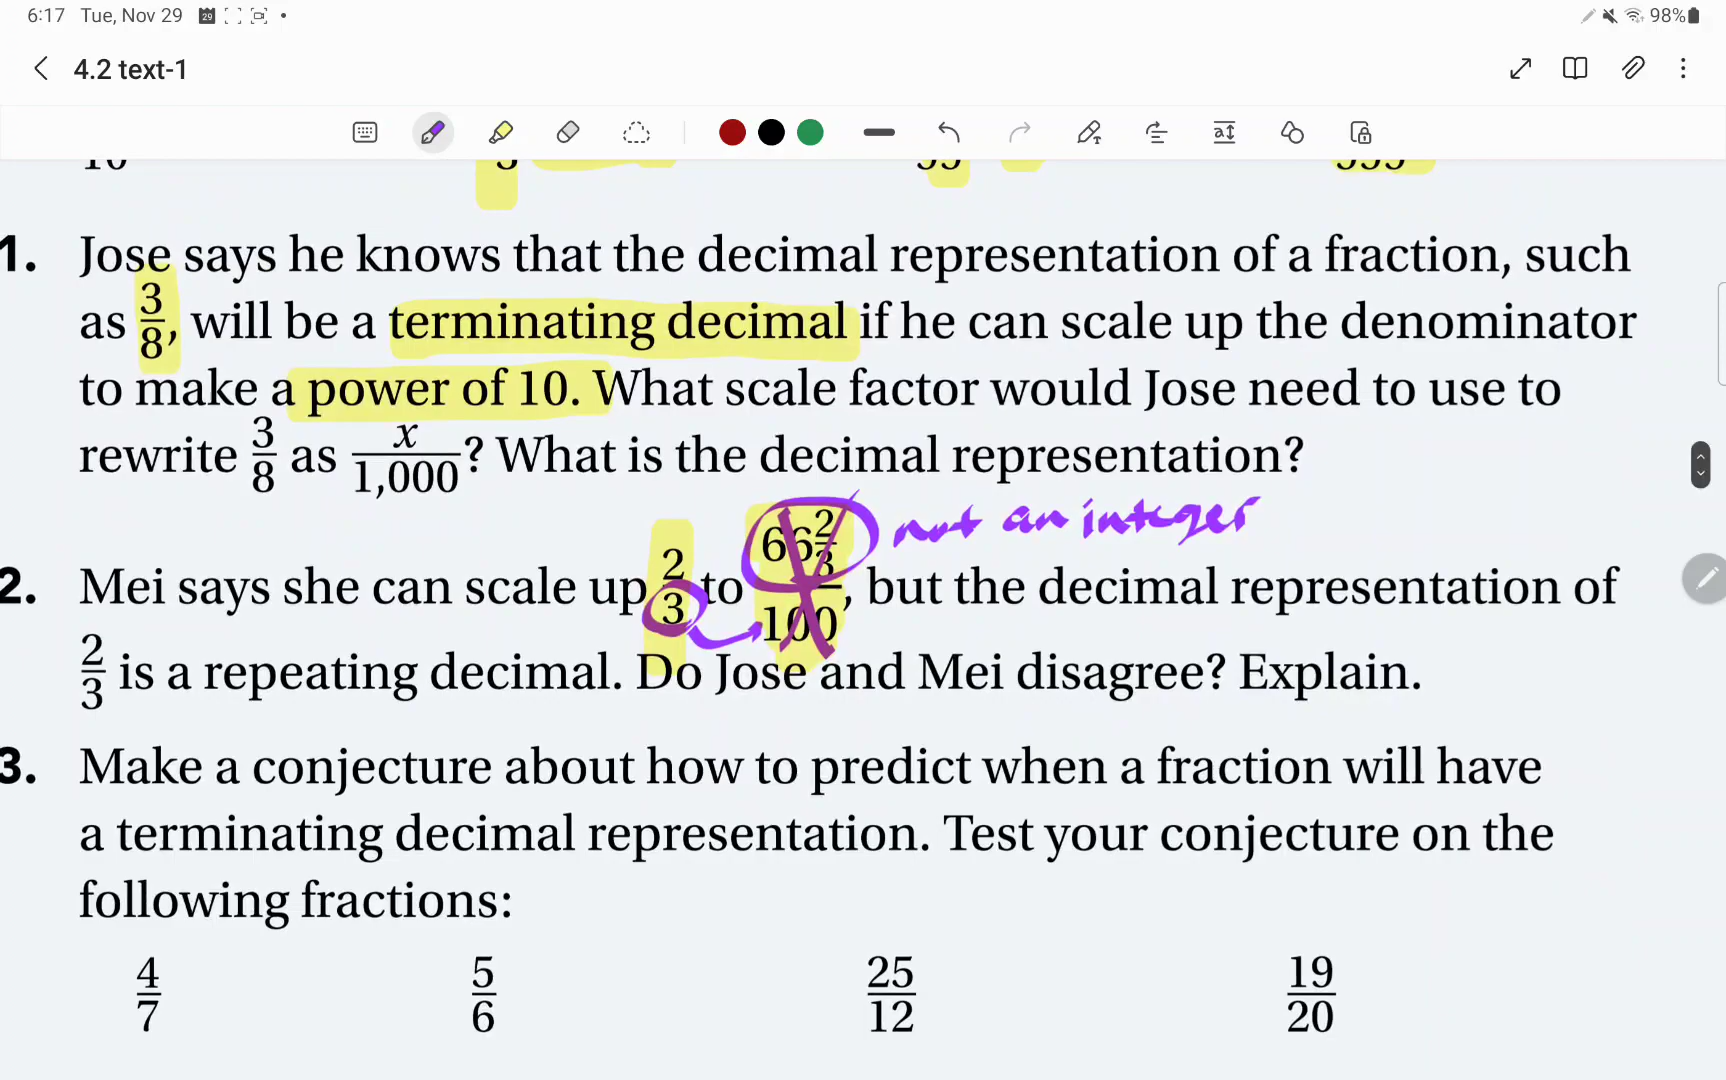 6:17 Tue, Nov 29 29 98%
4.2 text-1
10
1. Jose says he knows that the decimal representation of a fraction, such
as 3/8, will be a terminating decimal if he can scale up the denominator
to make a power of 10. What scale factor would Jose need to use to
rewrite 3/8 as x/1,000? What is the decimal representation?
not an integer
2. Mei says she can scale up 2/3 to 66 2/3/100, but the decimal representation of
2/3 is a repeating decimal. Do Jose and Mei disagree? Explain.
3. Make a conjecture about how to predict when a fraction will have
a terminating decimal representation. Test your conjecture on the
following fractions:
4/7 5/6 25/12 19/20